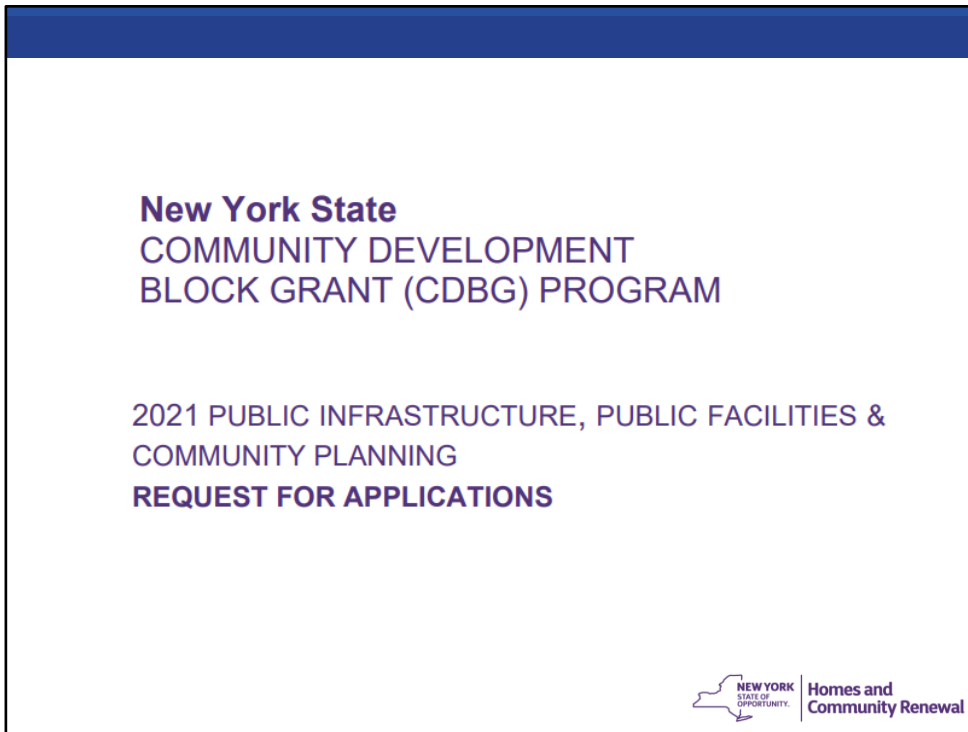 New York State
COMMUNITY DEVELOPMENT
BLOCK GRANT (CDBG) PROGRAM
2021 PUBLIC INFRASTRUCTURE, PUBLIC FACILITIES &
COMMUNITY PLANNING
REQUEST FOR APPLICATIONS
NEW YORK
STATE OF
OPPORTUNITY.
Homes and
Community Renewal